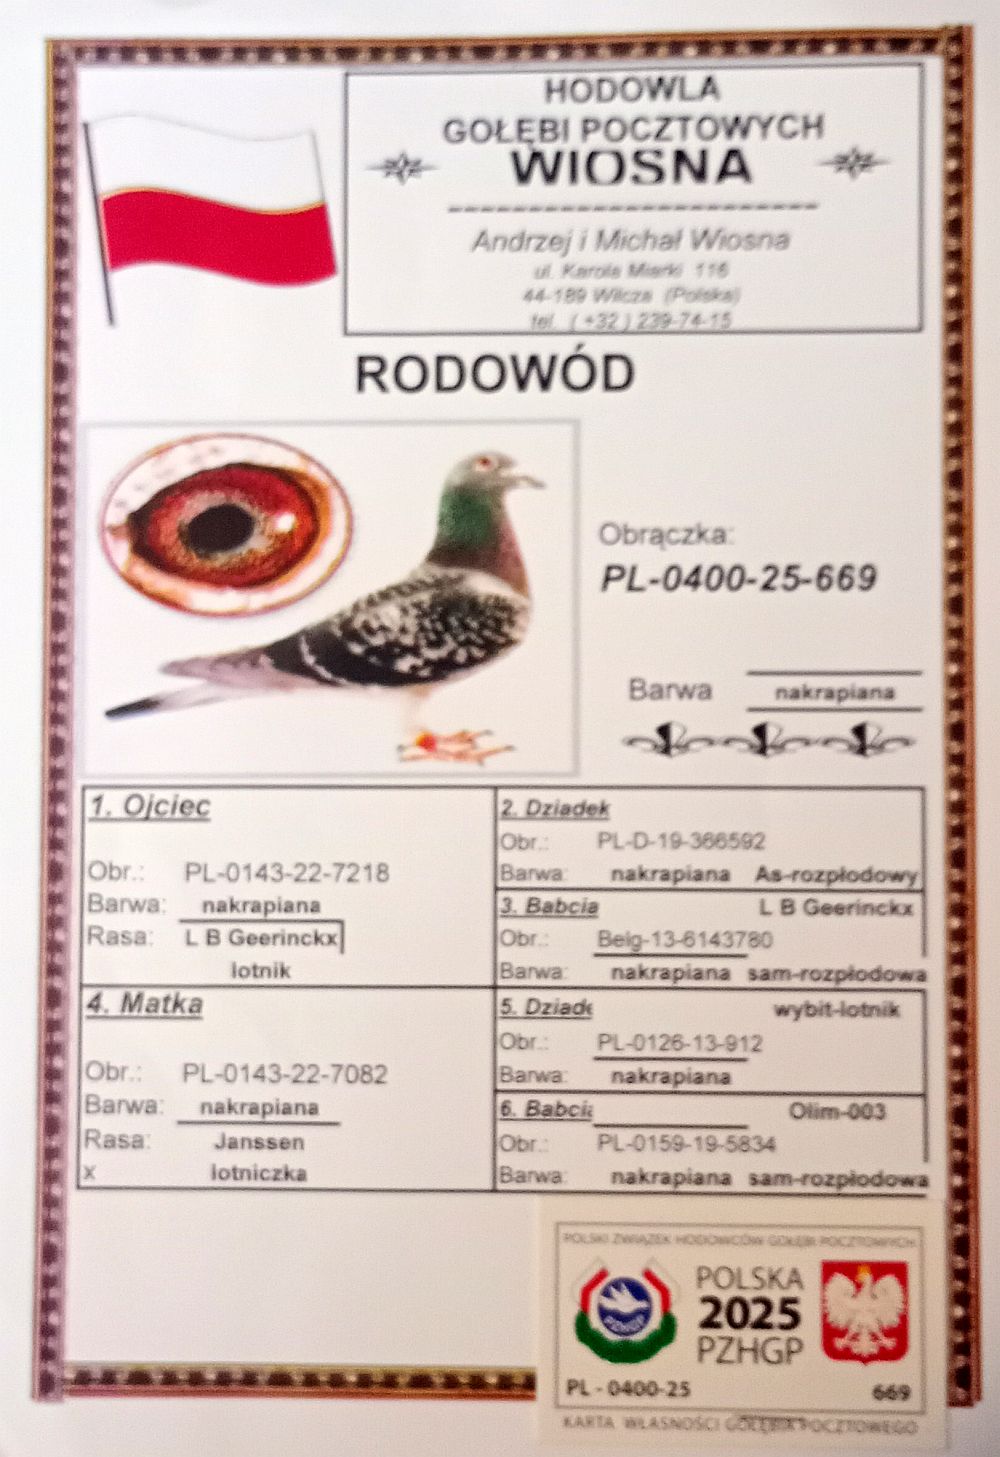 HODOWLA
GOŁĘBI POCZTOWYCH
WIOSNA
Andrzej i Michał Wiosna
ul. Karola Miarki 116
44-189 Wilcza (Polska)
tel. (+32) 239-74-15
RODOWÓD
Obrączka:
PL-0400-25-669
Barwa nakrapiana
1. Ojciec
Obr.: PL-0143-22-7218
Barwa: nakrapiana
Rasa: L B Geerinckx
lotnik
2. Dziadek
Obr.: PL-D-19-366592
Barwa: nakrapiana As-rozpłodowy
3. Babcia L B Geerinckx
Obr.: Belg-13-6143780
Barwa: nakrapiana sam-rozpłodowa
4. Matka
Obr.: PL-0143-22-7082
Barwa: nakrapiana
Rasa: Janssen
x lotniczka
5. Dziade wybit-lotnik
Obr.: PL-0126-13-912
Barwa: nakrapiana
6. Babcia Olim-003
Obr.: PL-0159-19-5834
Barwa: nakrapiana sam-rozpłodowa
POLSKI ZWIĄZEK HODOWCÓW GOŁĘBI POCZTOWYCH
PZHGP
POLSKA
2025
PZHGP
PL - 0400-25 669
KARTA WŁASNOŚCI GOŁĘBIA POCZTOWEGO